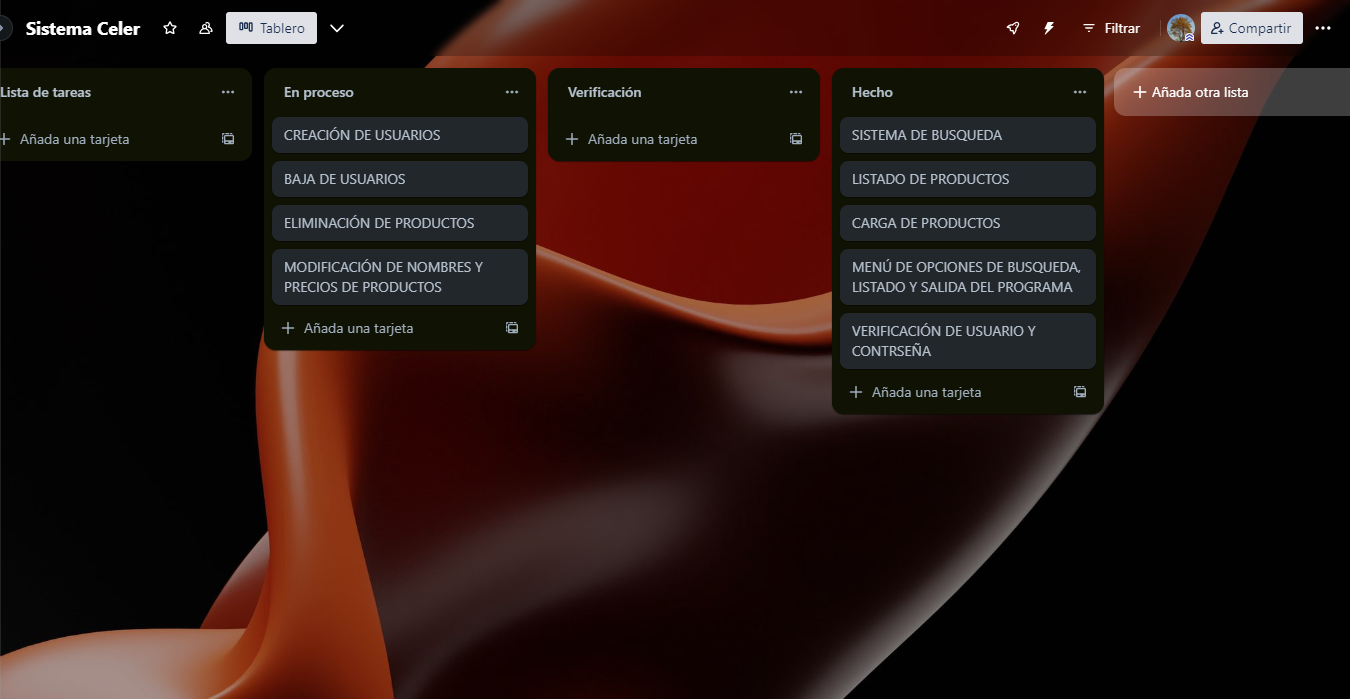 Sistema Celer
Tablero
Filtrar
Compartir
Lista de tareas
Añada una tarjeta
En proceso
CREACIÓN DE USUARIOS
BAJA DE USUARIOS
ELIMINACIÓN DE PRODUCTOS
MODIFICACIÓN DE NOMBRES Y
PRECIOS DE PRODUCTOS
Añada una tarjeta
Verificación
Añada una tarjeta
Hecho
SISTEMA DE BUSQUEDA
LISTADO DE PRODUCTOS
CARGA DE PRODUCTOS
MENÚ DE OPCIONES DE BUSQUEDA,
LISTADO Y SALIDA DEL PROGRAMA
VERIFICACIÓN DE USUARIO Y
CONTRSEÑA
Añada una tarjeta
Añada otra lista